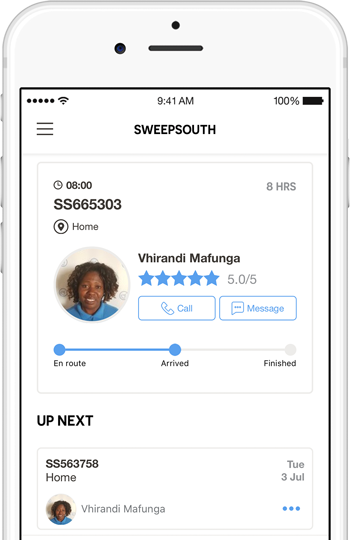 9:41 AM 100%
SWEEPSOUTH
08:00 8 HRS
SS665303
Home
Vhirandi Mafunga
5.0/5
Call Message
En route Arrived Finished
UP NEXT
SS563758 Tue
Home 3 Jul
Vhirandi Mafunga